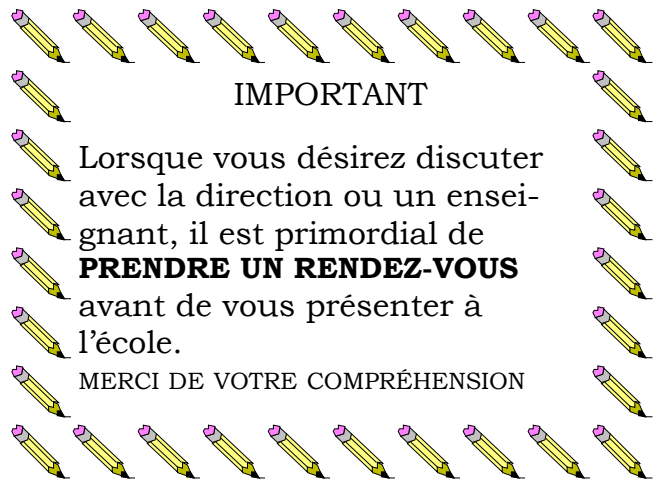 IMPORTANT
Lorsque vous désirez discuter
avec la direction ou un ensei-
gnant, il est primordial de
PRENDRE UN RENDEZ-VOUS
avant de vous présenter à
l’école.
MERCI DE VOTRE COMPRÉHENSION